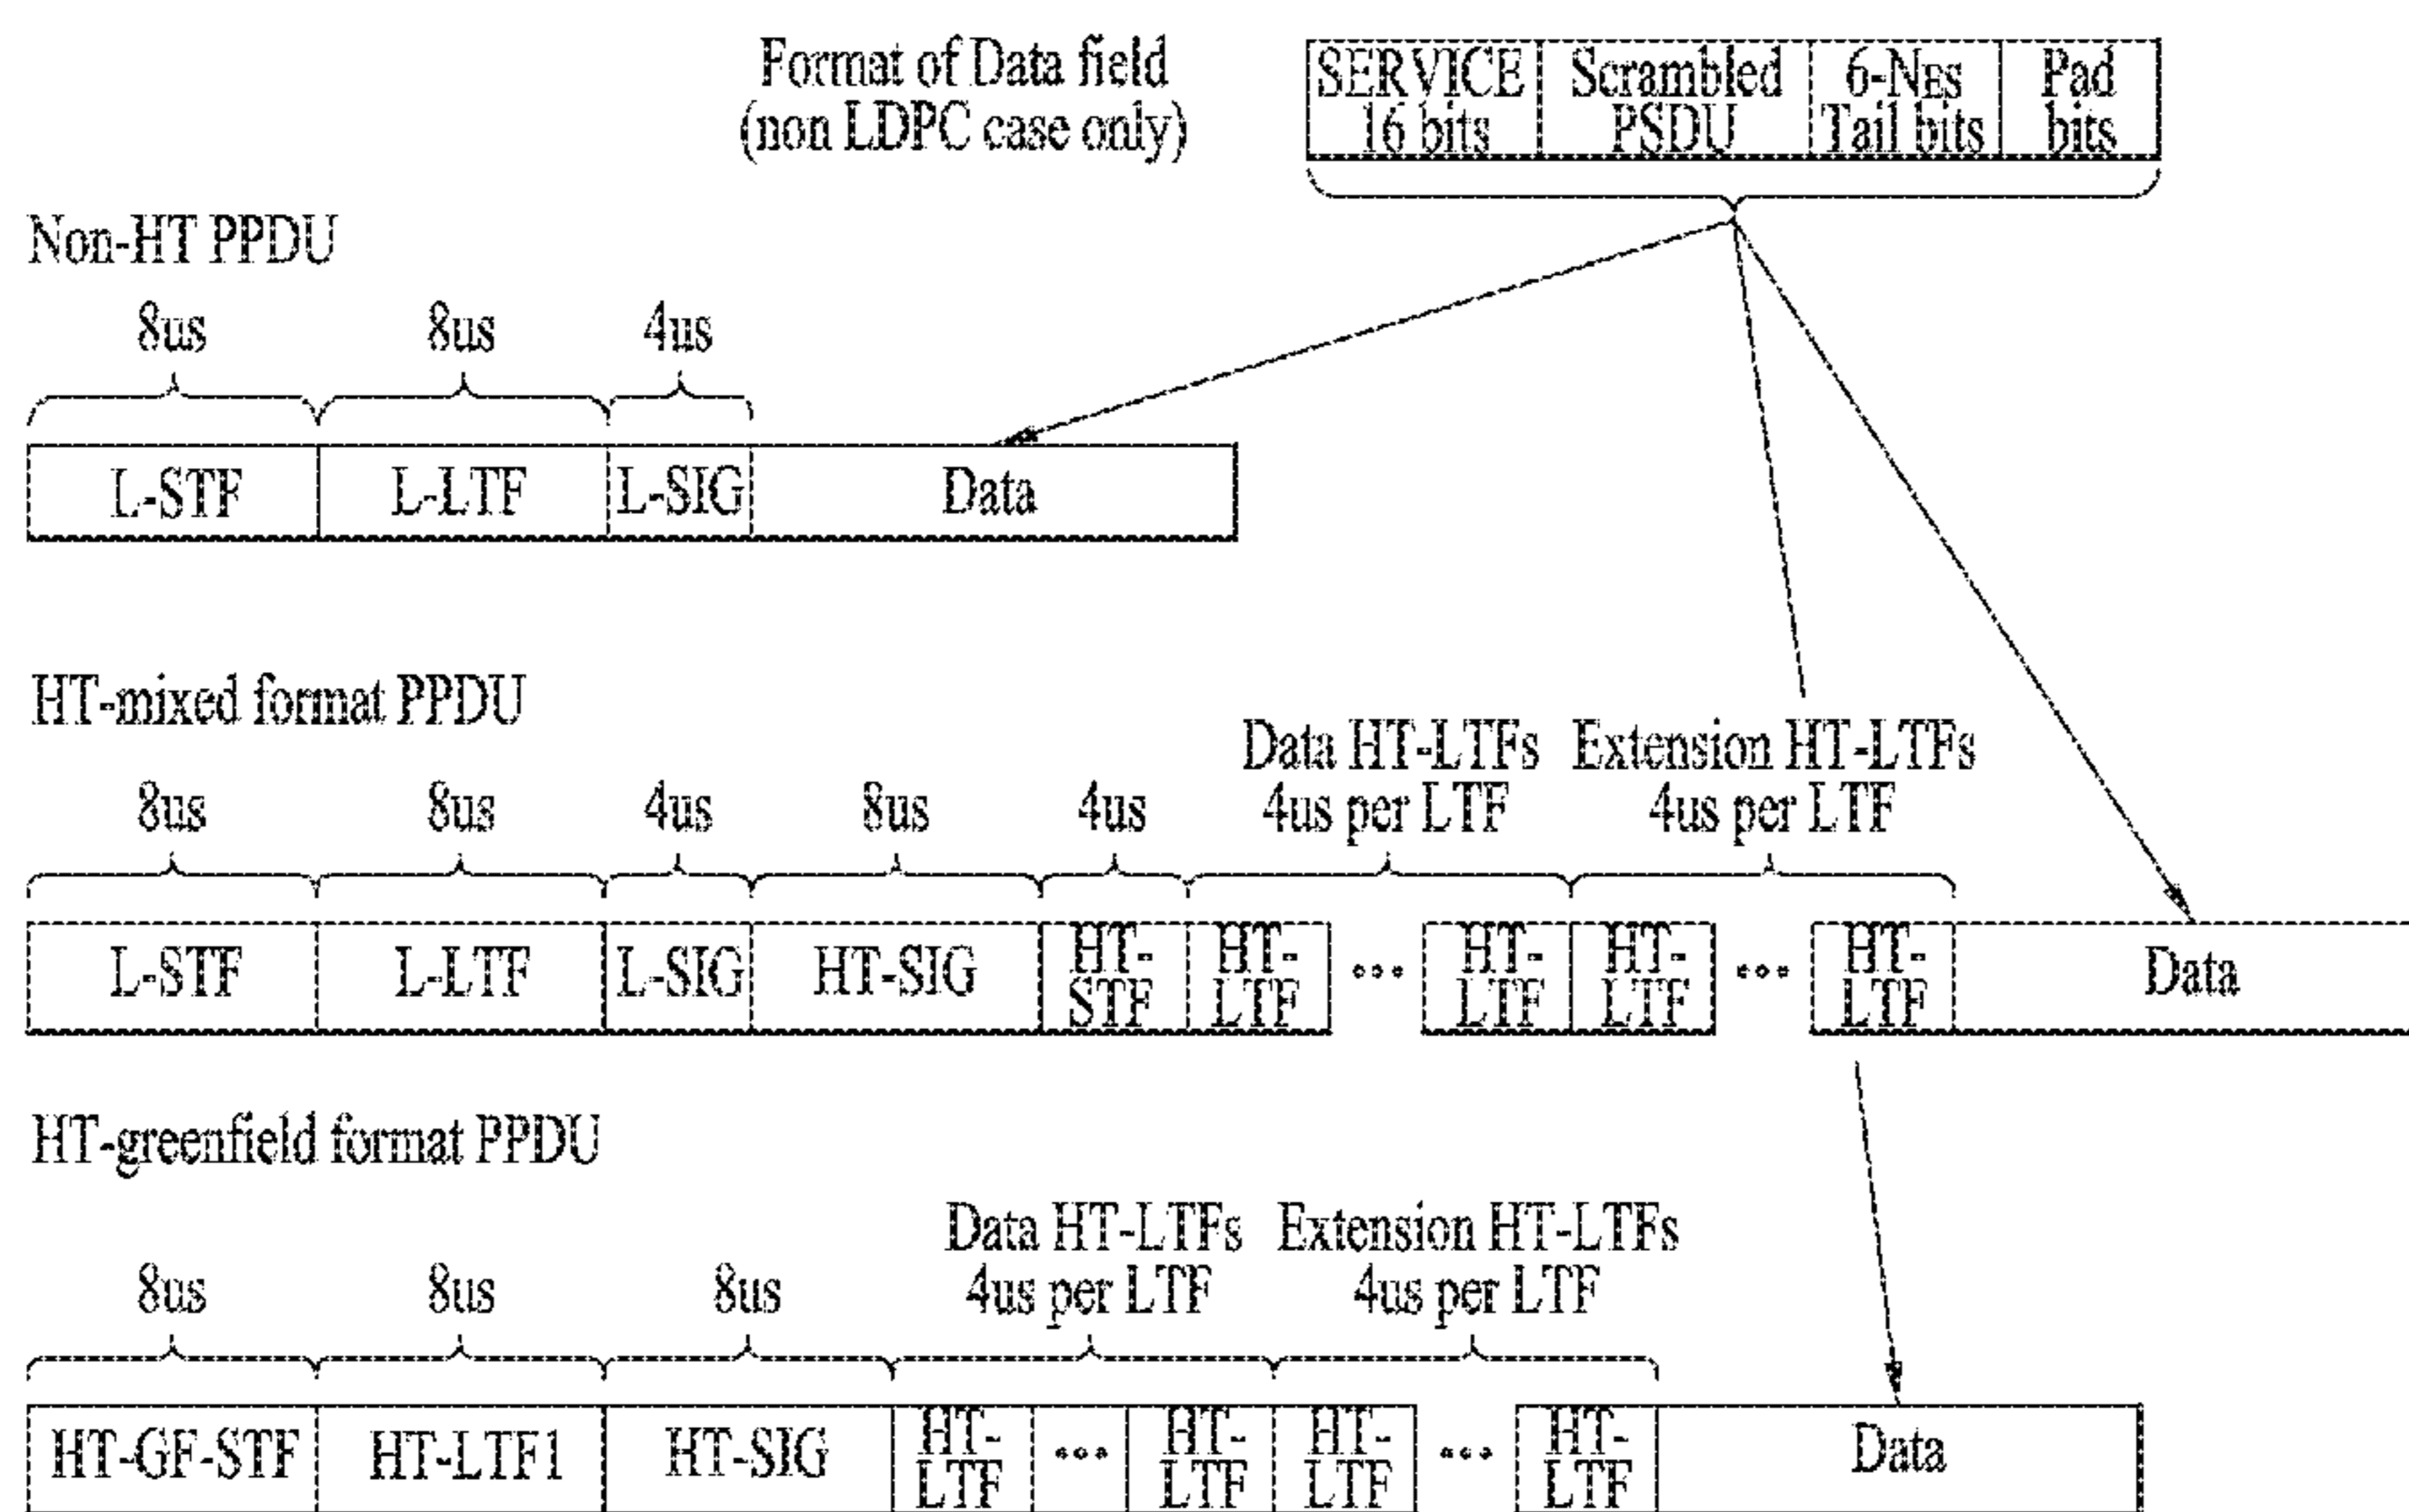 Format of Data field
(non LDPC case only)
SERVICE 16 bits
Scrambled PSDU
6-NES Tail bits
Pad bits
Non-HT PPDU
8us 8us 4us
L-STF L-LTF L-SIG Data
HT-mixed format PPDU
Data HT-LTFs Extension HT-LTFs
8us 8us 4us 8us 4us 4us per LTF 4us per LTF
L-STF L-LTF L-SIG HT-SIG HT-STF HT-LTF ••• HT-LTF HT-LTF ••• HT-LTF Data
HT-greenfield format PPDU
Data HT-LTFs Extension HT-LTFs
8us 8us 8us 4us per LTF 4us per LTF
HT-GF-STF HT-LTF1 HT-SIG HT-LTF ••• HT-LTF HT-LTF ••• HT-LTF Data